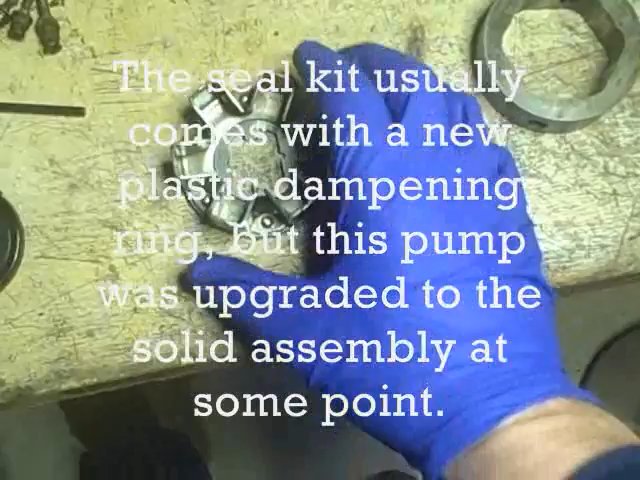 The seal kit usually
comes with a new
plastic dampening
ring, but this pump
was upgraded to the
solid assembly at
some point.